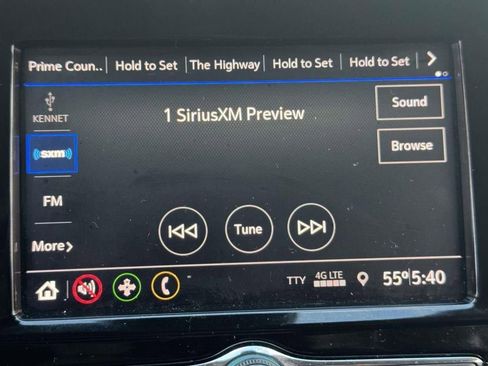 Prime Coun.. Hold to Set The Highway Hold to Set Hold to Set
KENNET
1 SiriusXM Preview
Sound
((SXM))
Browse
FM
Tune
More
TTY 4G LTE 55° 5:40